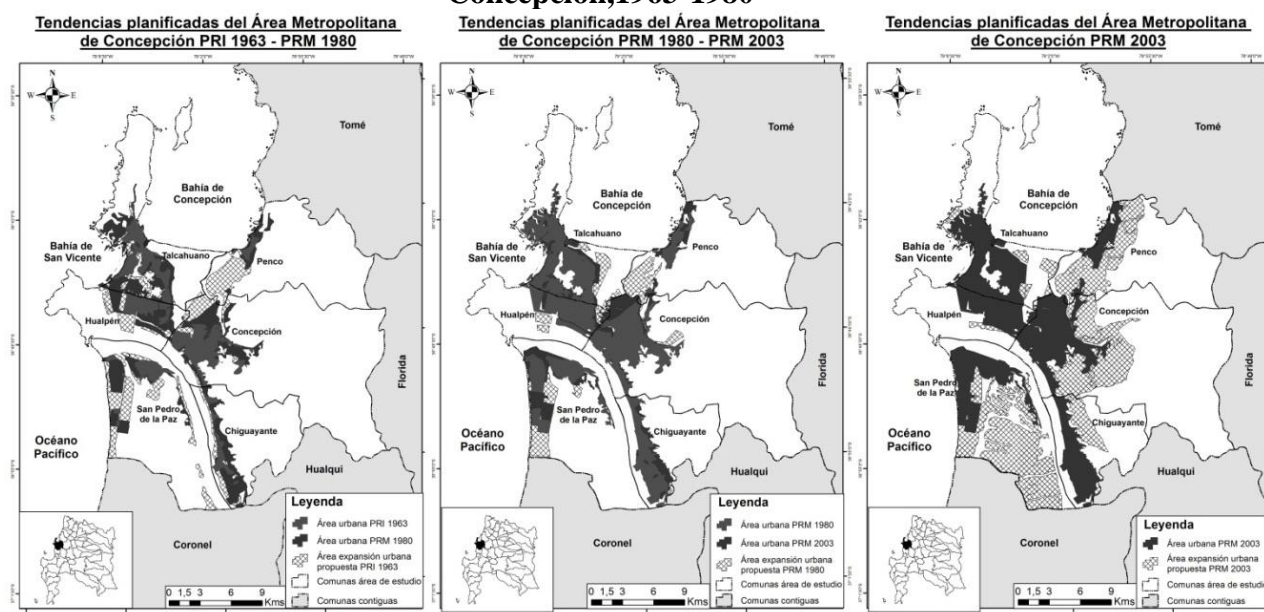 Concepción,1963-1980
Tendencias planificadas del Área Metropolitana
de Concepción PRI 1963 - PRM 1980
N
W E
S
Tomé
Bahía de
Concepción
Bahía de
San Vicente
Talcahuano
Penco
Hualpén
Concepción
Florida
San Pedro
de la Paz
Chiguayante
Océano
Pacífico
Hualqui
Coronel
Leyenda
Área urbana PRI 1963
Área urbana PRM 1980
Área expansión urbana
propuesta PRI 1963
Comunas área de estudio
Comunas contiguas
0 1,5 3 6 9
Kms
Tendencias planificadas del Área Metropolitana
de Concepción PRM 1980 - PRM 2003
N
W E
S
Tomé
Bahía de
Concepción
Bahía de
San Vicente
Talcahuano
Penco
Hualpén
Concepción
Florida
San Pedro
de la Paz
Chiguayante
Océano
Pacífico
Hualqui
Coronel
Leyenda
Área urbana PRM 1980
Área urbana PRM 2003
Área expansión urbana
propuesta PRM 1980
Comunas área de estudio
Comunas contiguas
0 1,5 3 6 9
Kms
Tendencias planificadas del Área Metropolitana
de Concepción PRM 2003
N
W E
S
Tomé
Bahía de
Concepción
Bahía de
San Vicente
Talcahuano
Penco
Hualpén
Concepción
Florida
San Pedro
de la Paz
Chiguayante
Océano
Pacífico
Hualqui
Coronel
Leyenda
Área urbana PRM 2003
Área expansión urbana
propuesta PRM 2003
Comunas área de estudio
Comunas contiguas
0 1,5 3 6 9
Kms